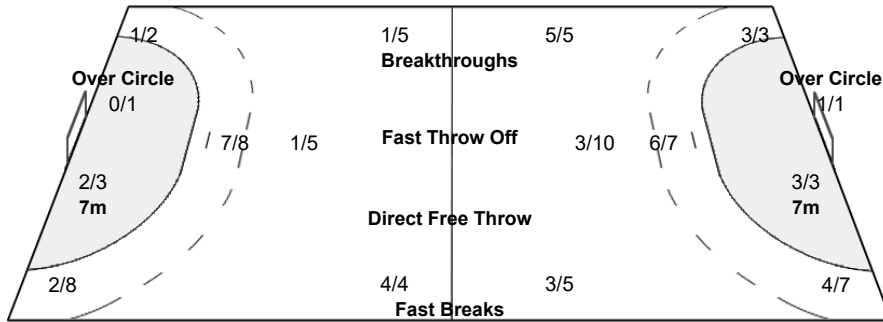 1/2 1/5 5/5 3/3
Breakthroughs
Over Circle Over Circle
0/1 1/1
7/8 1/5 Fast Throw Off 3/10 6/7
2/3 3/3
7m 7m
Direct Free Throw
2/8 4/4 3/5 4/7
Fast Breaks